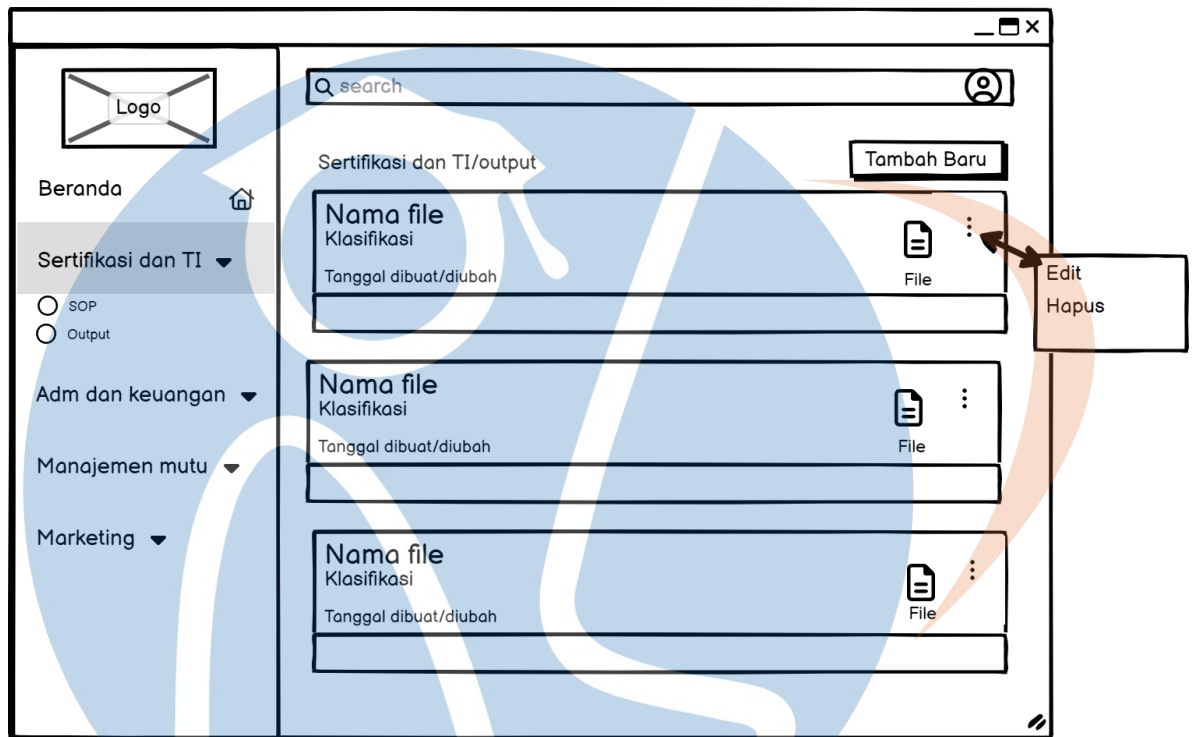 Logo
Beranda
Sertifikasi dan TI
SOP
Output
Adm dan keuangan
Manajemen mutu
Marketing
search
Sertifikasi dan TI/output
Tambah Baru
Nama file
Klasifikasi
Tanggal dibuat/diubah
File
Edit
Hapus
Nama file
Klasifikasi
Tanggal dibuat/diubah
File
Nama file
Klasifikasi
Tanggal dibuat/diubah
File